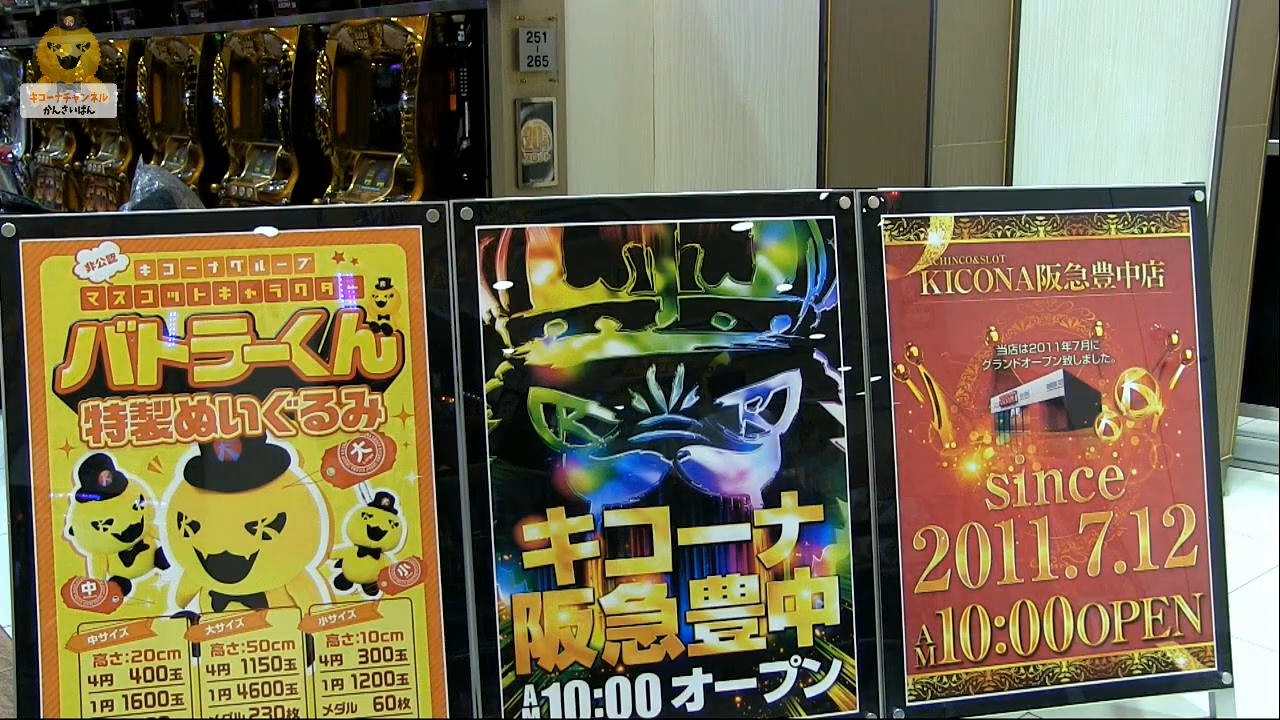 キコーナチャンネル
かんさいばん
251
265
非公認
キコーナグループ
マスコットキャラクター
バトラーくん
特製ぬいぐるみ
大
中
小
中サイズ
高さ:20cm
4円 400玉
1円 1600玉
大サイズ
高さ:50cm
4円 1150玉
1円 4600玉
メダル 230枚
小サイズ
高さ:10cm
4円 300玉
1円 1200玉
メダル 60枚
キコーナ
阪急豊中
AM10:00オープン
PACHINCO&SLOT
KICONA阪急豊中店
当店は2011年7月に
グランドオープン致しました。
since
2011.7.12
AM10:00OPEN